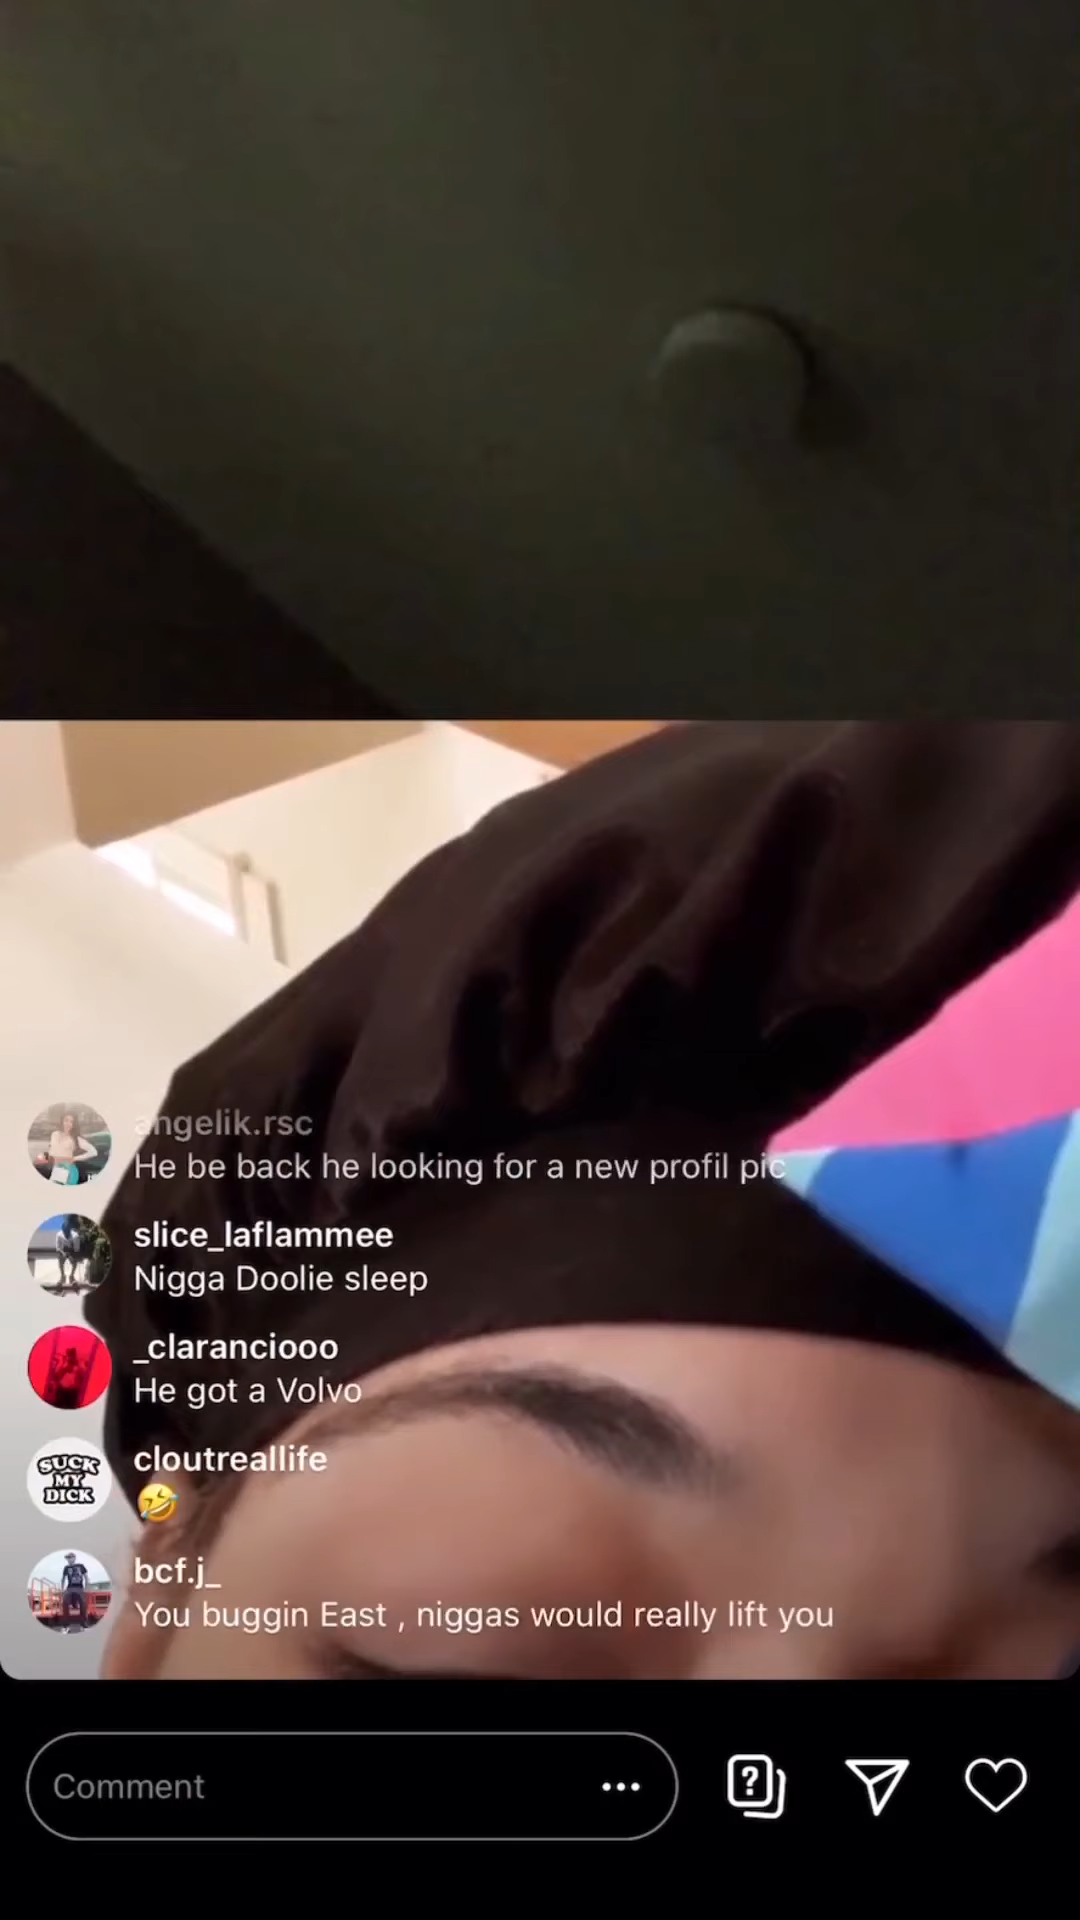 angelik.rsc
He be back he looking for a new profil pic
slice_laflammee
Nigga Doolie sleep
_claranciooo
He got a Volvo
SUCK
MY
DICK
cloutreallife
🤣
bcf.j_
You buggin East , niggas would really lift you
Comment